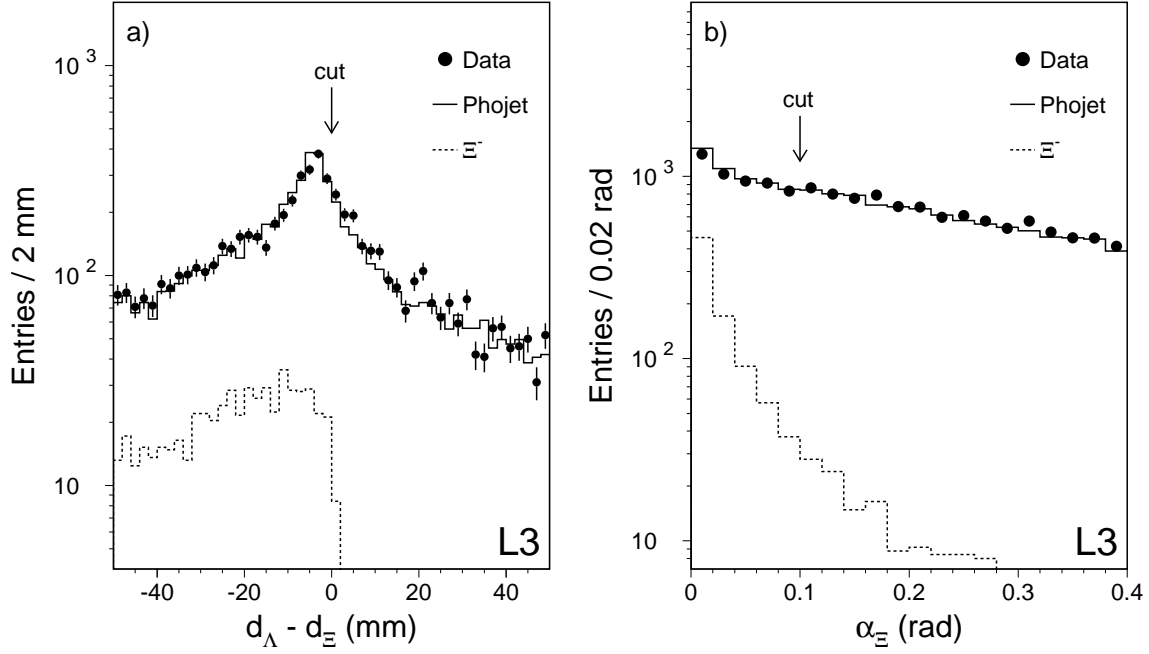 a)
cut
Data
Phojet
Ξ⁻
10³
10²
10
Entries / 2 mm
L3
-40 -20 0 20 40
d_Λ - d_Ξ (mm)
b)
Data
Phojet
Ξ⁻
cut
10³
10²
10
Entries / 0.02 rad
L3
0 0.1 0.2 0.3 0.4
α_Ξ (rad)